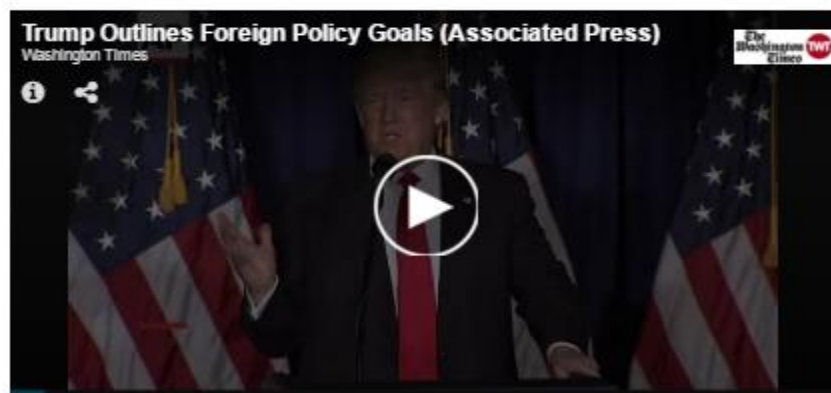 Trump Outlines Foreign Policy Goals (Associated Press)
Washington Times
The
Washington
Times
TWT